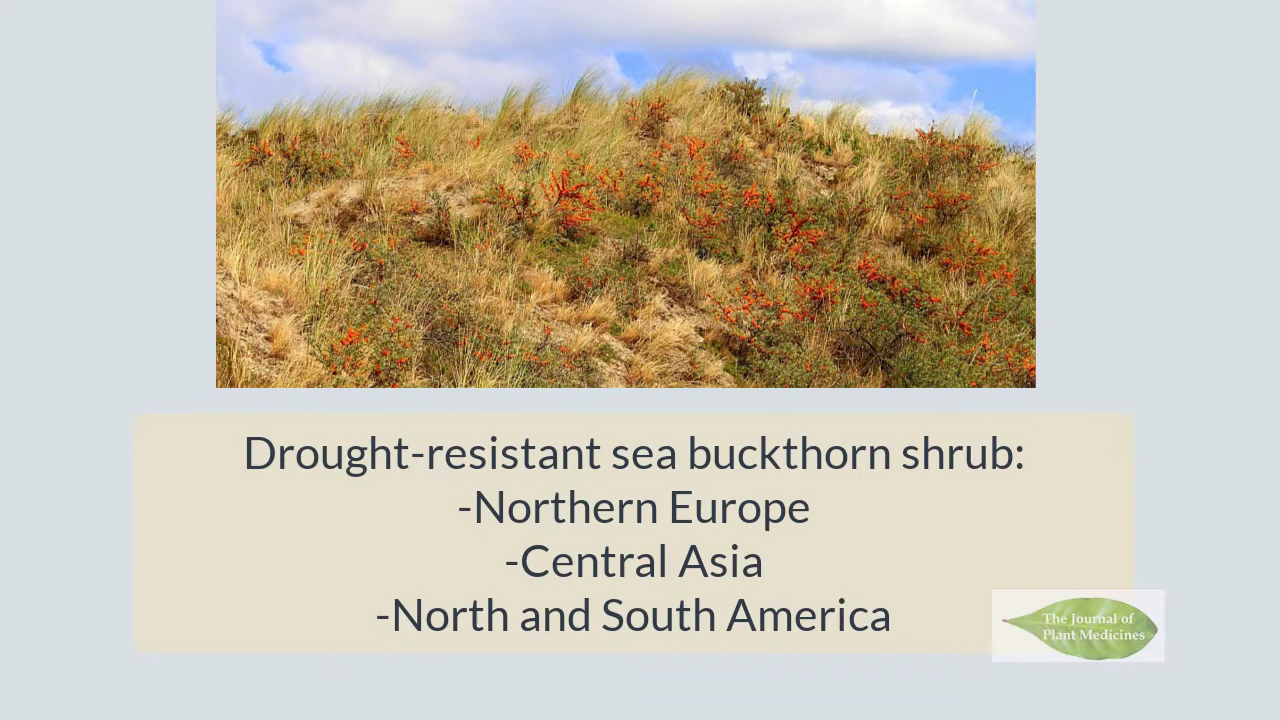 Drought-resistant sea buckthorn shrub:
-Northern Europe
-Central Asia
-North and South America
The Journal of
Plant Medicines